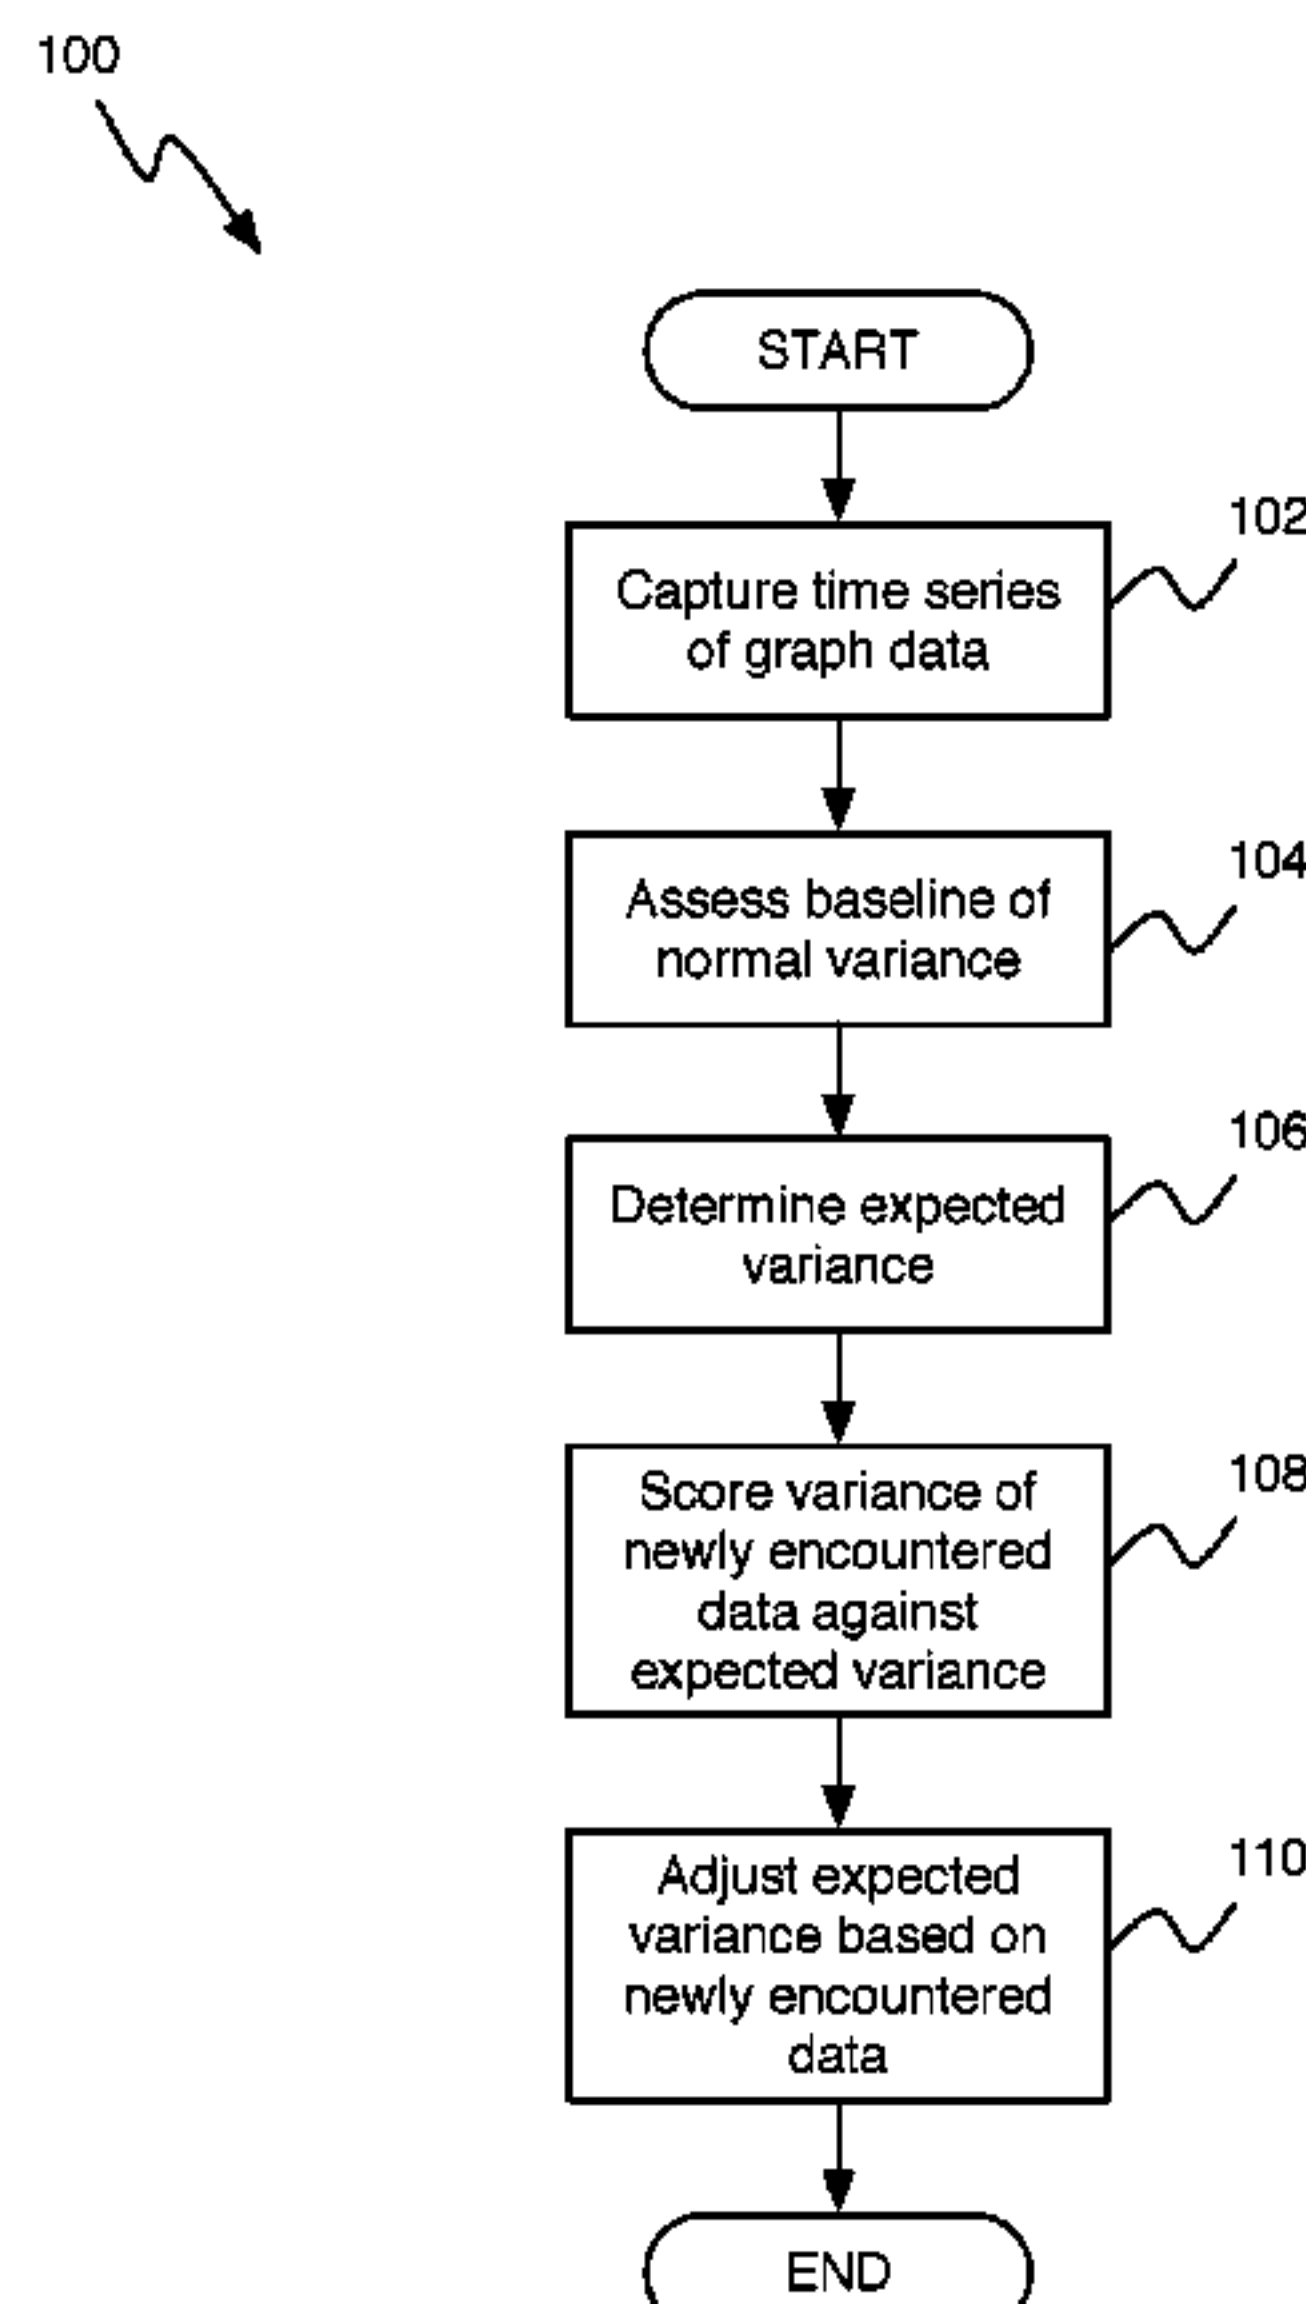 100
START
102
Capture time series
of graph data
104
Assess baseline of
normal variance
106
Determine expected
variance
108
Score variance of
newly encountered
data against
expected variance
110
Adjust expected
variance based on
newly encountered
data
END